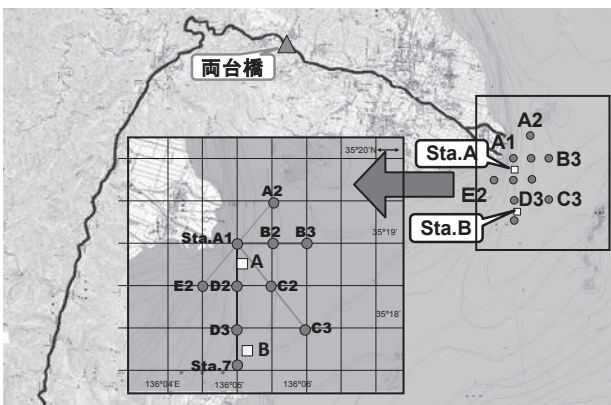 両台橋
A2
A1
Sta.A
B3
E2
D3
C3
Sta.B
35°20'N
A2
Sta.A1
B2
B3
35°19'
A
E2
D2
C2
35°18'
D3
C3
B
Sta.7
136°04'E
136°05'
136°06'